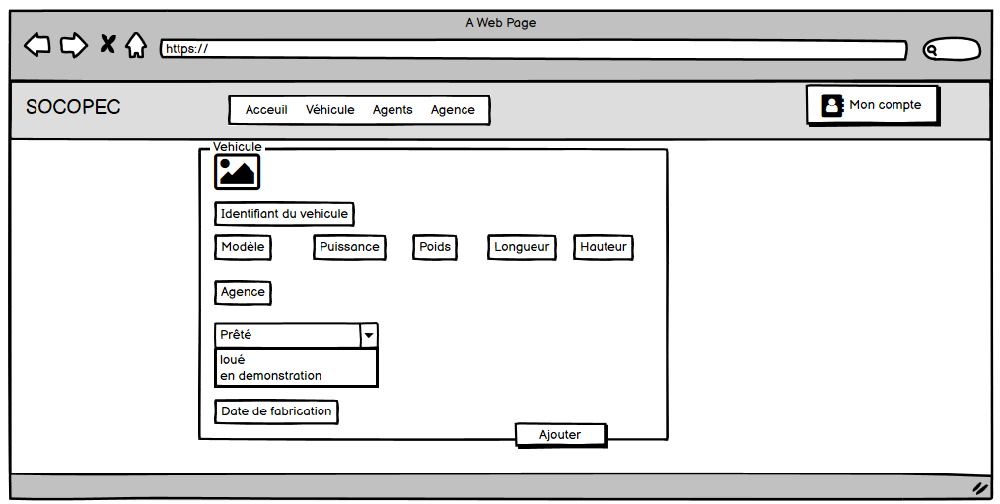 A Web Page
https://
SOCOPEC
Acceuil Véhicule Agents Agence
Mon compte
Vehicule
Identifiant du vehicule
Modèle Puissance Poids Longueur Hauteur
Agence
Prêté
loué
en demonstration
Date de fabrication
Ajouter